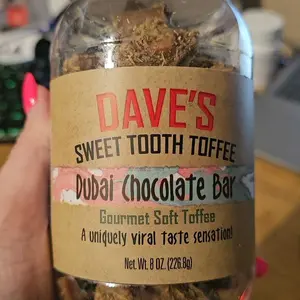 DAVE'S
SWEET TOOTH TOFFEE
Dubai Chocolate Bar
Gourmet Soft Toffee
A uniquely viral taste sensation!
Net. Wt. 8 OZ. (226.8g)